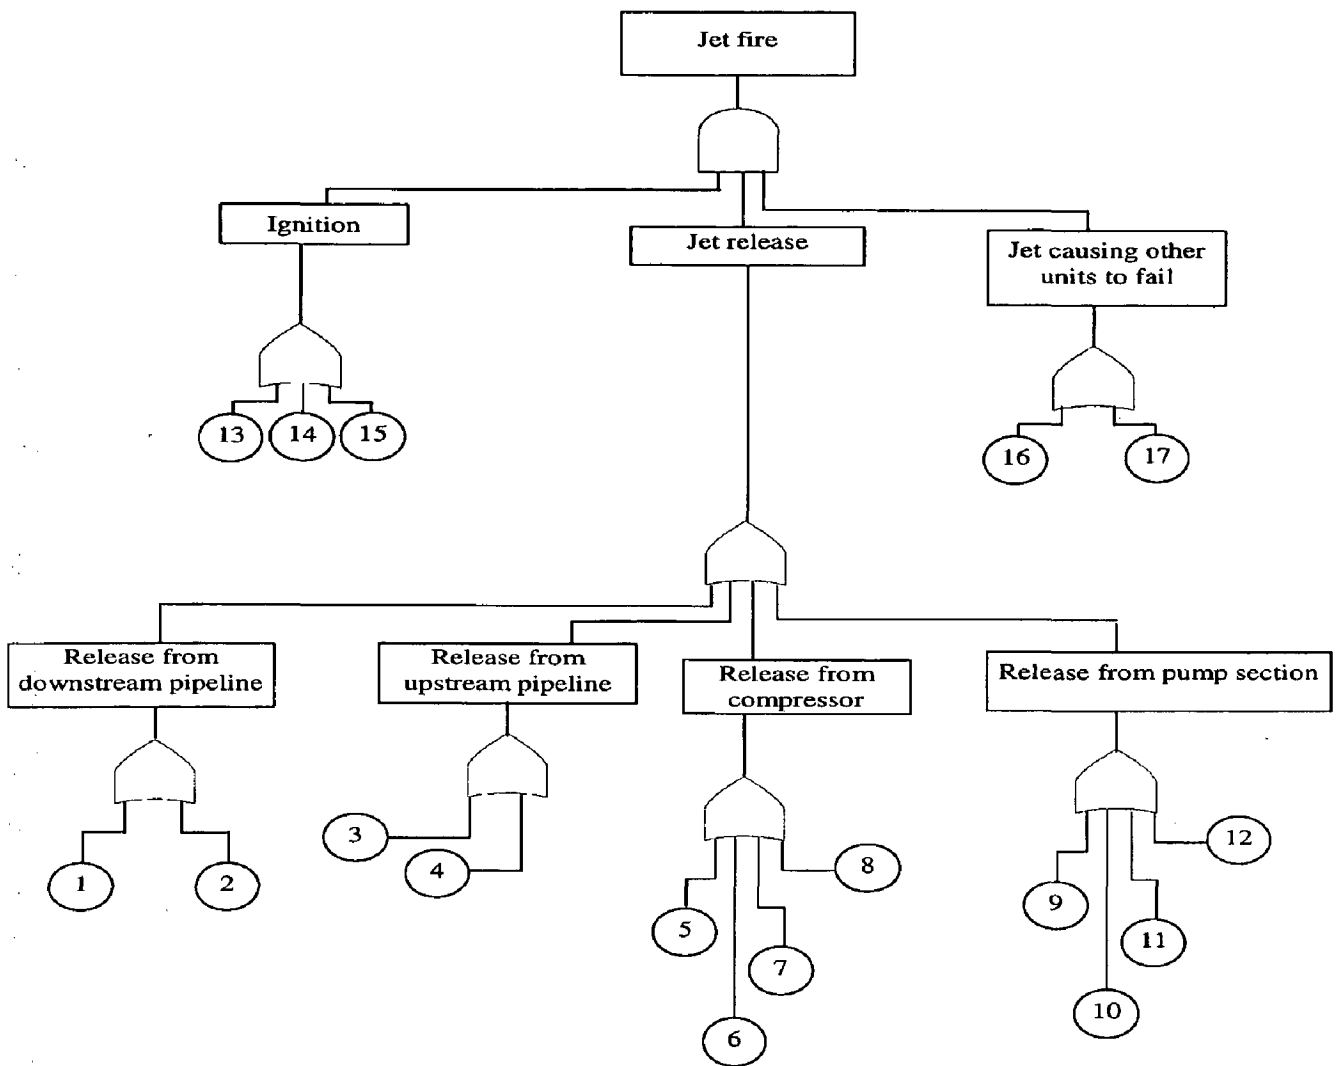 Jet fire
Ignition
Jet release
Jet causing other
units to fail
13
14
15
16
17
Release from
downstream pipeline
Release from
upstream pipeline
Release from
compressor
Release from pump section
1
2
3
4
5
6
7
8
9
10
11
12